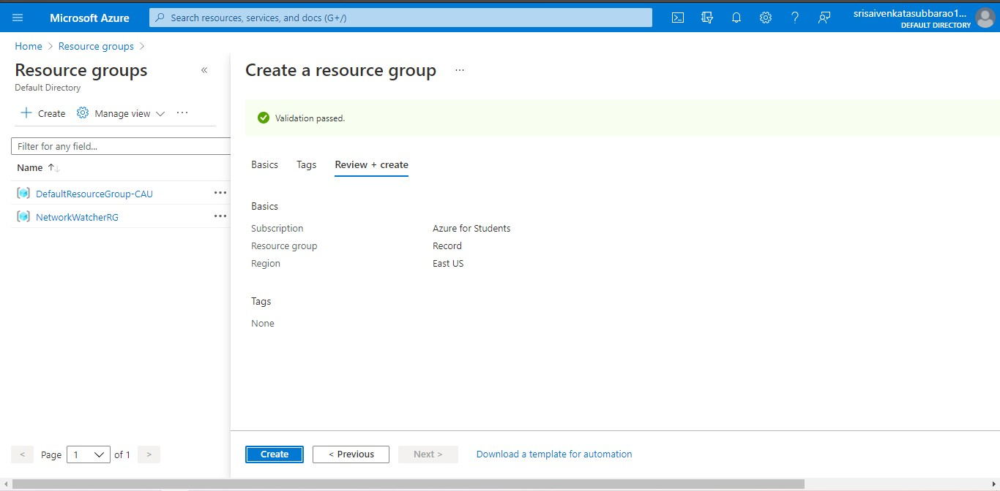 Microsoft Azure
Search resources, services, and docs (G+/)
srisaivenkatasubbarao1...
DEFAULT DIRECTORY
Home > Resource groups >
Resource groups
Default Directory
«
+ Create
Manage view
...
Filter for any field...
Name ↑↓
DefaultResourceGroup-CAU ...
NetworkWatcherRG ...
< Page 1 of 1 >
Create a resource group ...
Validation passed.
Basics Tags Review + create
Basics
Subscription Azure for Students
Resource group Record
Region East US
Tags
None
Create < Previous Next > Download a template for automation